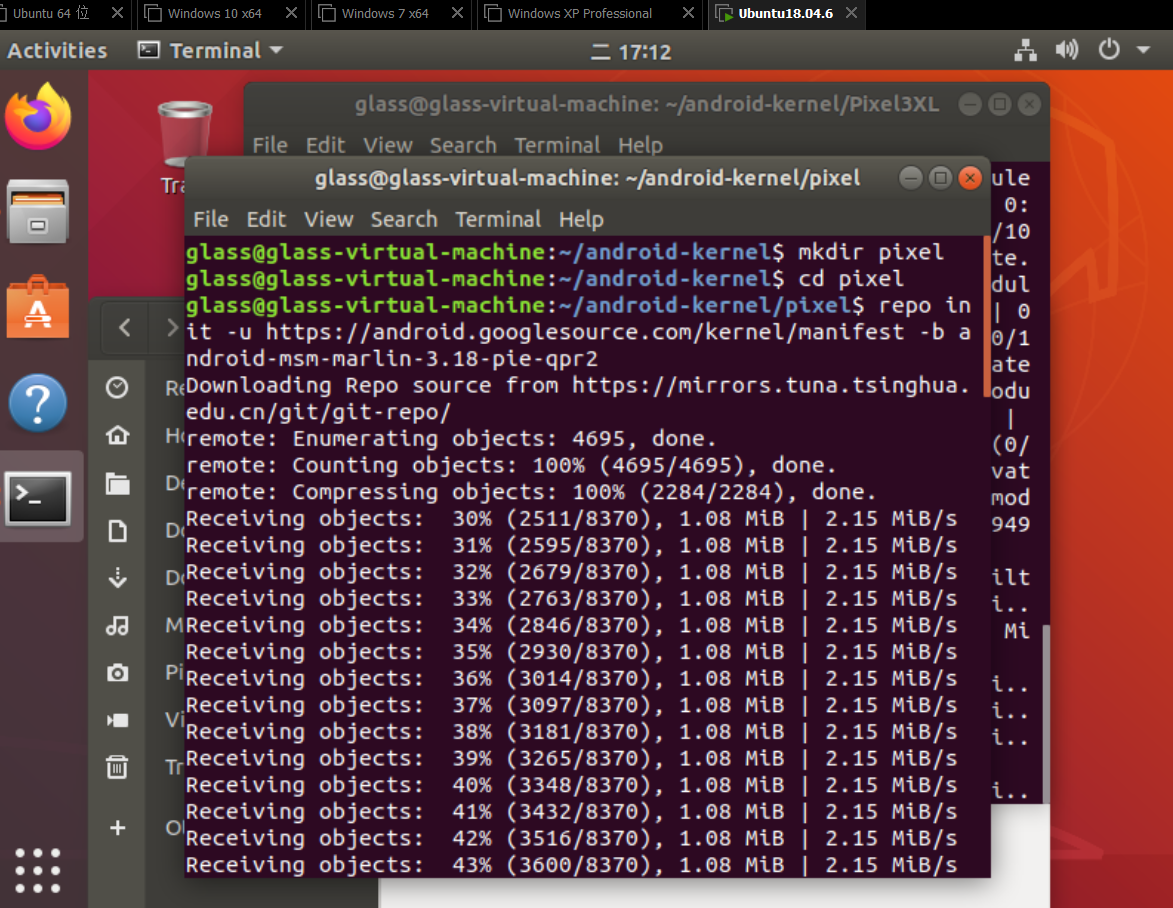 Ubuntu 64 位
Windows 10 x64
Windows 7 x64
Windows XP Professional
Ubuntu18.04.6
Activities
Terminal
二 17:12
glass@glass-virtual-machine: ~/android-kernel/Pixel3XL
File Edit View Search Terminal Help
glass@glass-virtual-machine: ~/android-kernel/pixel
File Edit View Search Terminal Help
glass@glass-virtual-machine:~/android-kernel$ mkdir pixel
glass@glass-virtual-machine:~/android-kernel$ cd pixel
glass@glass-virtual-machine:~/android-kernel/pixel$ repo in
it -u https://android.googlesource.com/kernel/manifest -b a
ndroid-msm-marlin-3.18-pie-qpr2
Downloading Repo source from https://mirrors.tuna.tsinghua.
edu.cn/git/git-repo/
remote: Enumerating objects: 4695, done.
remote: Counting objects: 100% (4695/4695), done.
remote: Compressing objects: 100% (2284/2284), done.
Receiving objects:  30% (2511/8370), 1.08 MiB | 2.15 MiB/s
Receiving objects:  31% (2595/8370), 1.08 MiB | 2.15 MiB/s
Receiving objects:  32% (2679/8370), 1.08 MiB | 2.15 MiB/s
Receiving objects:  33% (2763/8370), 1.08 MiB | 2.15 MiB/s
Receiving objects:  34% (2846/8370), 1.08 MiB | 2.15 MiB/s
Receiving objects:  35% (2930/8370), 1.08 MiB | 2.15 MiB/s
Receiving objects:  36% (3014/8370), 1.08 MiB | 2.15 MiB/s
Receiving objects:  37% (3097/8370), 1.08 MiB | 2.15 MiB/s
Receiving objects:  38% (3181/8370), 1.08 MiB | 2.15 MiB/s
Receiving objects:  39% (3265/8370), 1.08 MiB | 2.15 MiB/s
Receiving objects:  40% (3348/8370), 1.08 MiB | 2.15 MiB/s
Receiving objects:  41% (3432/8370), 1.08 MiB | 2.15 MiB/s
Receiving objects:  42% (3516/8370), 1.08 MiB | 2.15 MiB/s
Receiving objects:  43% (3600/8370), 1.08 MiB | 2.15 MiB/s
ule
0:
/10
te.
dul
| 0
0/1
ate
odu
|
(0/
vat
mod
949
ilt
i..
Mi
i..
i..
i..
i..